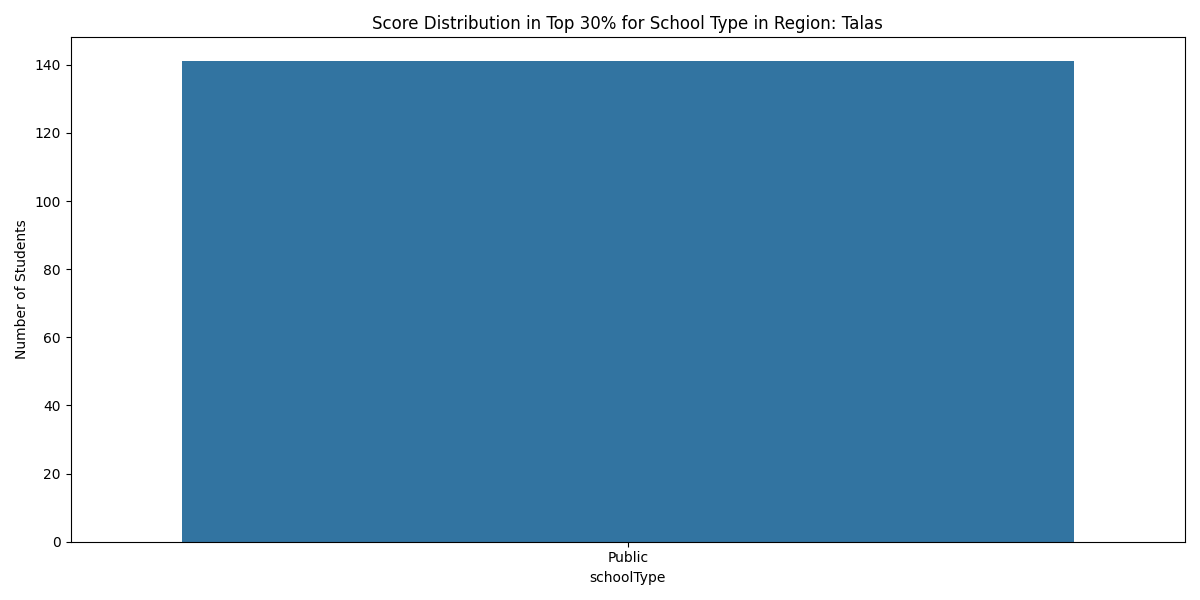 Score Distribution in Top 30% for School Type in Region: Talas
Number of Students
140
120
100
80
60
40
20
0
Public
schoolType